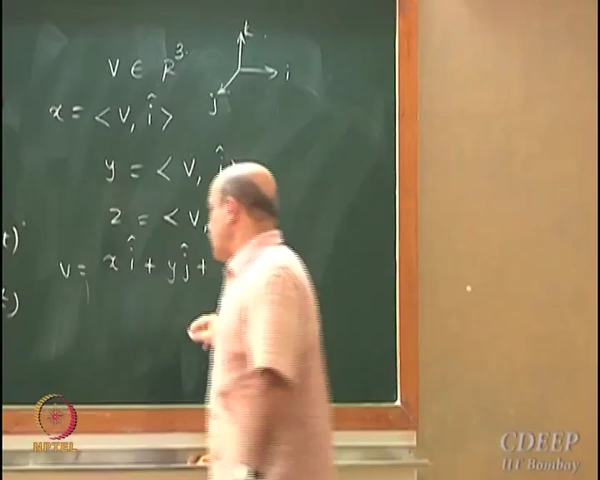 k
v ∈ R³
i
j
x = <v, î>
y = <v,
z = <v,
t)
v = x î + y ĵ +
NPTEL
CDEEP
IIT Bombay